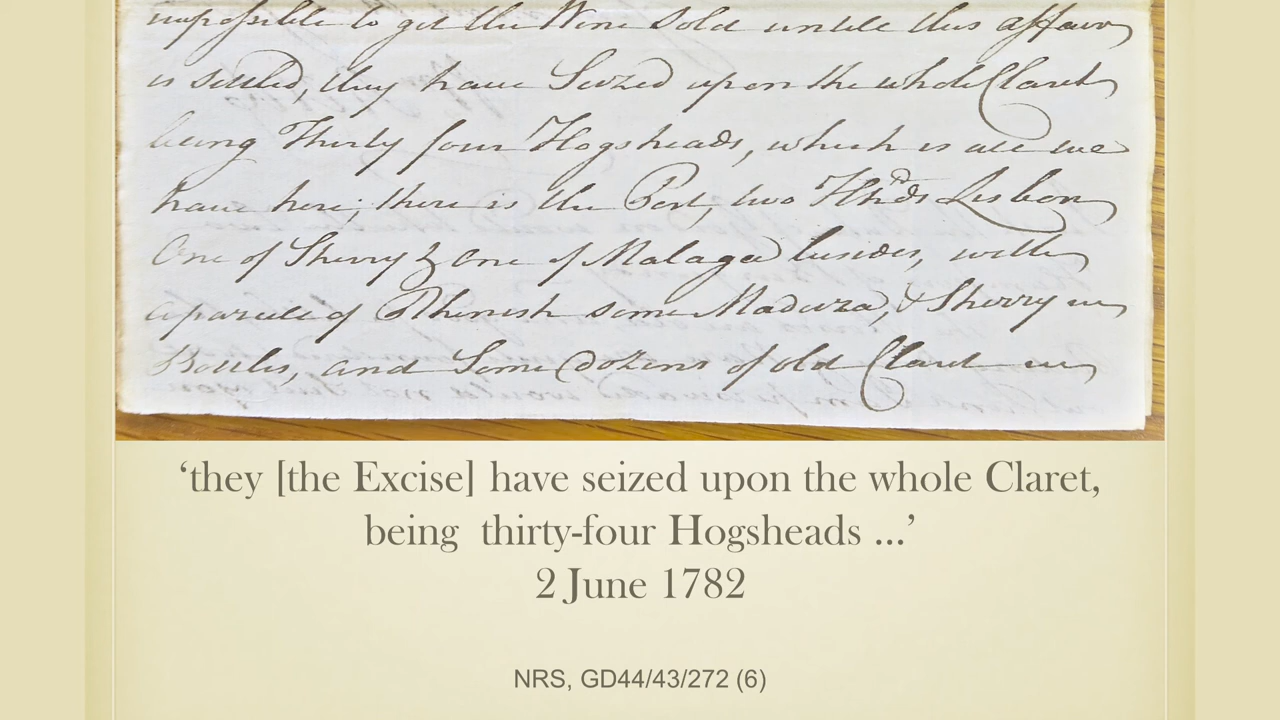 impossible to get the Wine Sold untill this affair
is settled, they have Seized upon the whole Claret
being Thirty four Hogsheads, which is all we
have here; there is the Port, two Hhds Lisbon
One of Sherry & One of Malaga besides, with
a parcell of Rhenish some Madeira, & Sherry in
Bottles, and Some dozens of old Claret in
‘they [the Excise] have seized upon the whole Claret,
being thirty-four Hogsheads ...’
2 June 1782
NRS, GD44/43/272 (6)